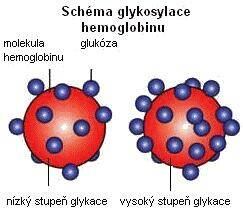 Schéma glykosylace
hemoglobinu
molekula
hemoglobinu
glukóza
nízký stupeň glykace
vysoký stupeň glykace